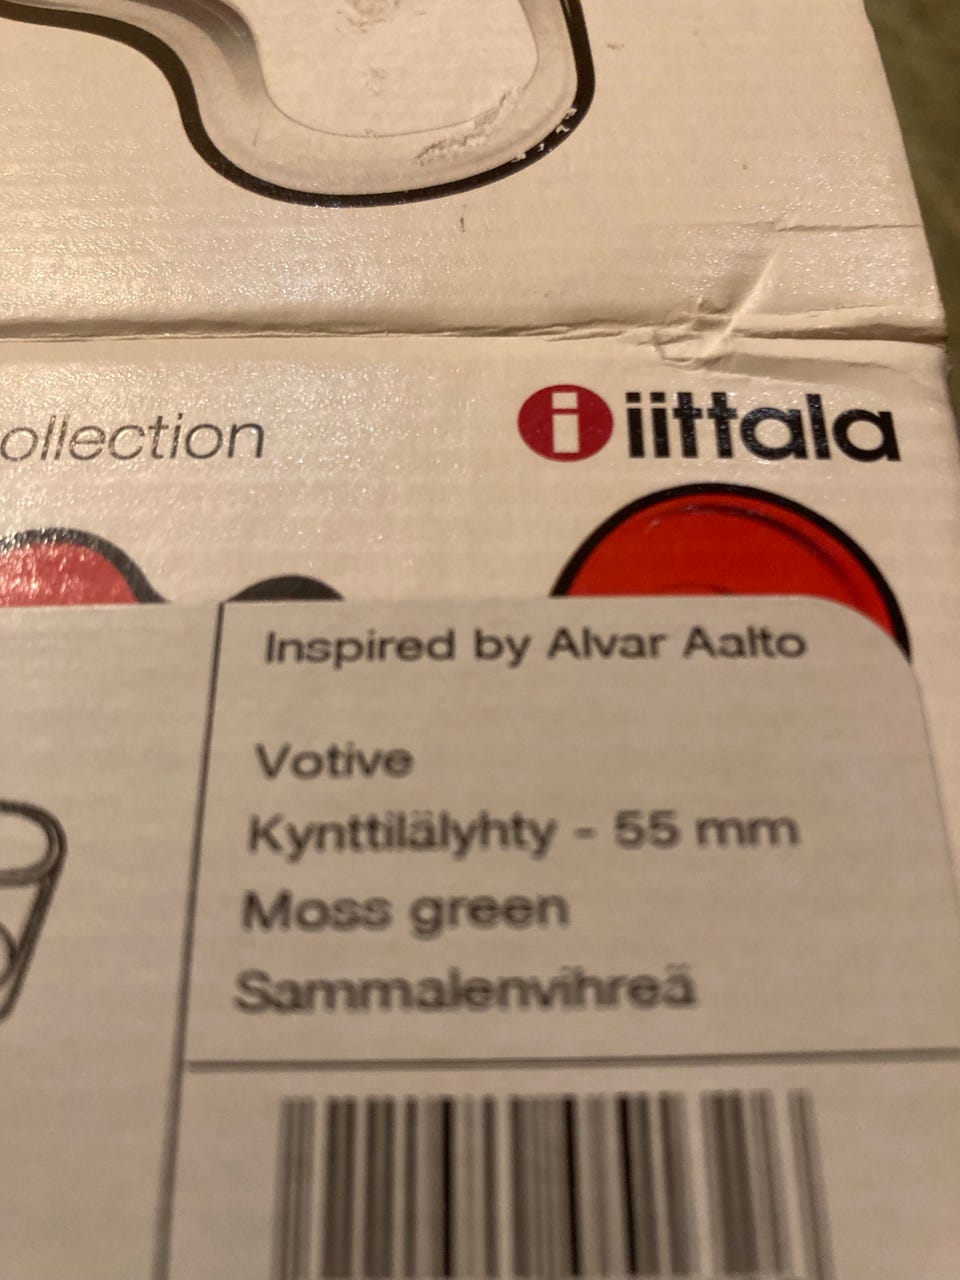 ollection
i iittala
Inspired by Alvar Aalto
Votive
Kynttilälyhty - 55 mm
Moss green
Sammalenvihreä